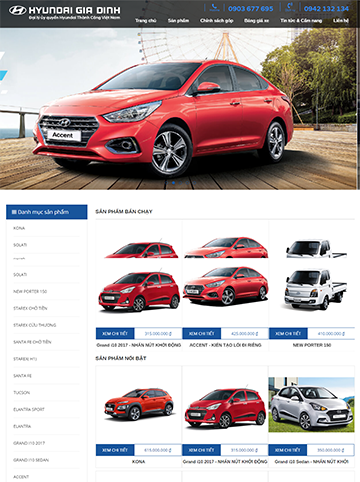 HYUNDAI GIA DINH
Đại lý ủy quyền Hyundai Thành Công Việt Nam
0903 677 695
0942 132 134
Trang chủ
Sản phẩm
Chính sách góp
Bảng giá xe
Tin tức & Cẩm nang
Liên hệ
Accent
Danh mục sản phẩm
KONA
SOLATI
SOLATI
NEW PORTER 150
STAREX CHỞ TIỀN
STAREX CỨU THƯƠNG
SANTA FE CHỞ TIỀN
STAREX( H1)
SANTA FE
TUCSON
ELANTRA SPORT
ELANTRA
GRAND I10 2017
GRAND I10 SEDAN
ACCENT
SẢN PHẨM BÁN CHẠY
XEM CHI TIẾT
315.000.000 ₫
XEM CHI TIẾT
425.000.000 ₫
XEM CHI TIẾT
410.000.000 ₫
Grand i10 2017 - NHẤN NÚT KHỞI ĐỘNG
ACCENT - KIẾN TẠO LỐI ĐI RIÊNG
NEW PORTER 150
SẢN PHẨM NỔI BẬT
XEM CHI TIẾT
615.000.000 ₫
XEM CHI TIẾT
315.000.000 ₫
XEM CHI TIẾT
350.000.000 ₫
KONA
Grand i10 2017 - NHẤN NÚT KHỞI ĐỘNG
Grand i10 Sedan - NHẤN NÚT KHỞI